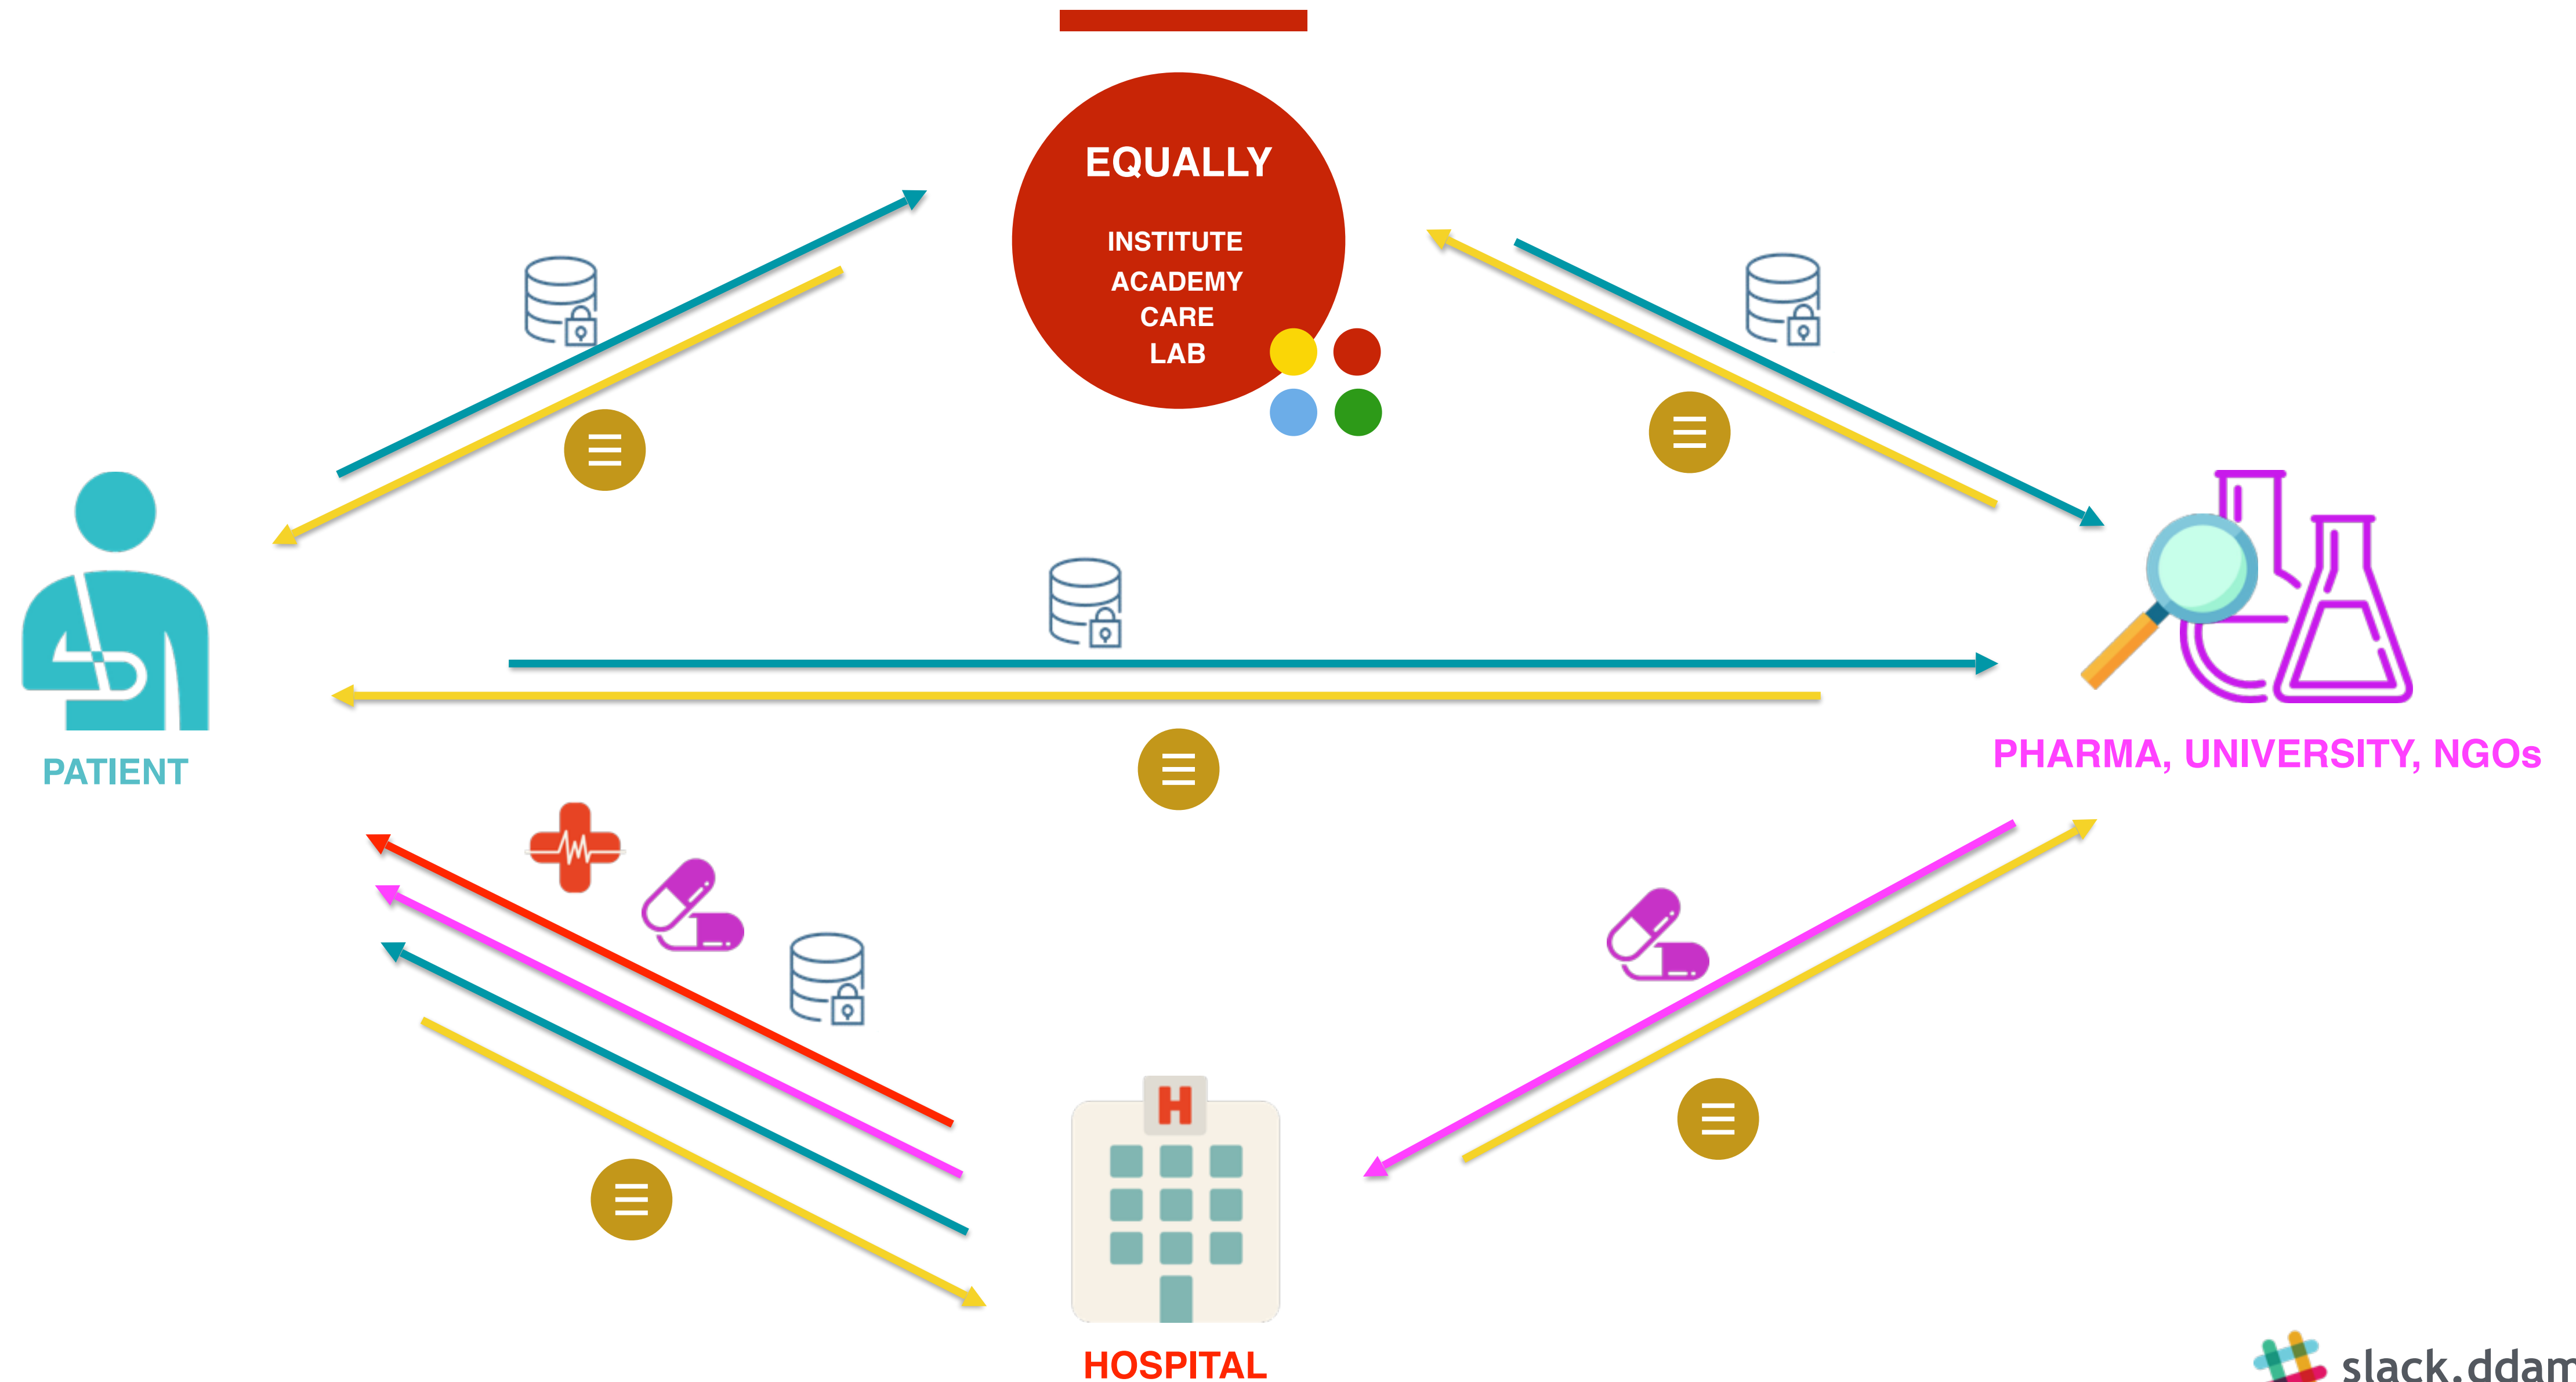 EQUALLY
INSTITUTE
ACADEMY
CARE
LAB
PATIENT
PHARMA, UNIVERSITY, NGOs
H
HOSPITAL
slack.ddam